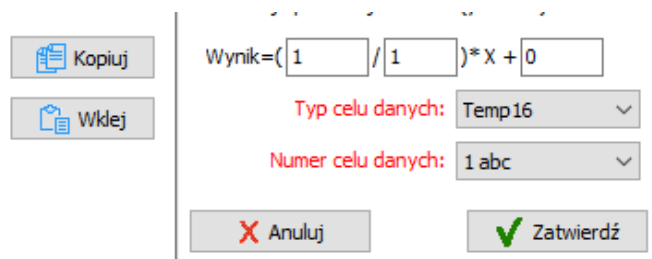 Kopiuj
Wklej
Wynik=( 1 / 1 )* X + 0
Typ celu danych: Temp16
Numer celu danych: 1 abc
Anuluj
Zatwierdź